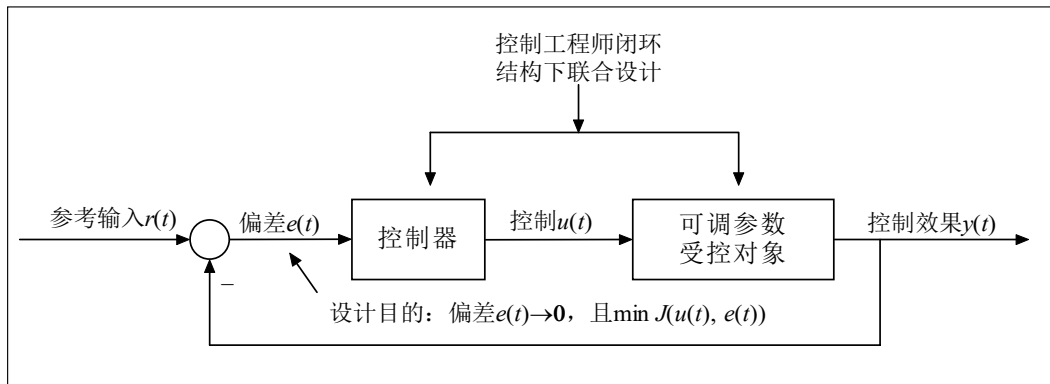 控制工程师闭环
结构下联合设计
参考输入r(t)
偏差e(t)
控制器
控制u(t)
可调参数
受控对象
控制效果y(t)
−
设计目的：偏差e(t)→0，且min J(u(t), e(t))